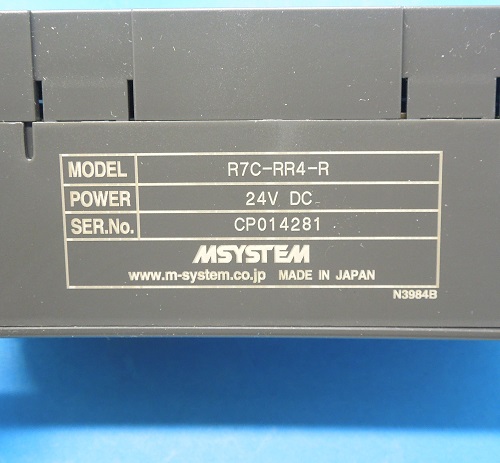 MODEL R7C-RR4-R
POWER 24V DC
SER.No. CP014281
MSYSTEM
www.m-system.co.jp MADE IN JAPAN
N3984B